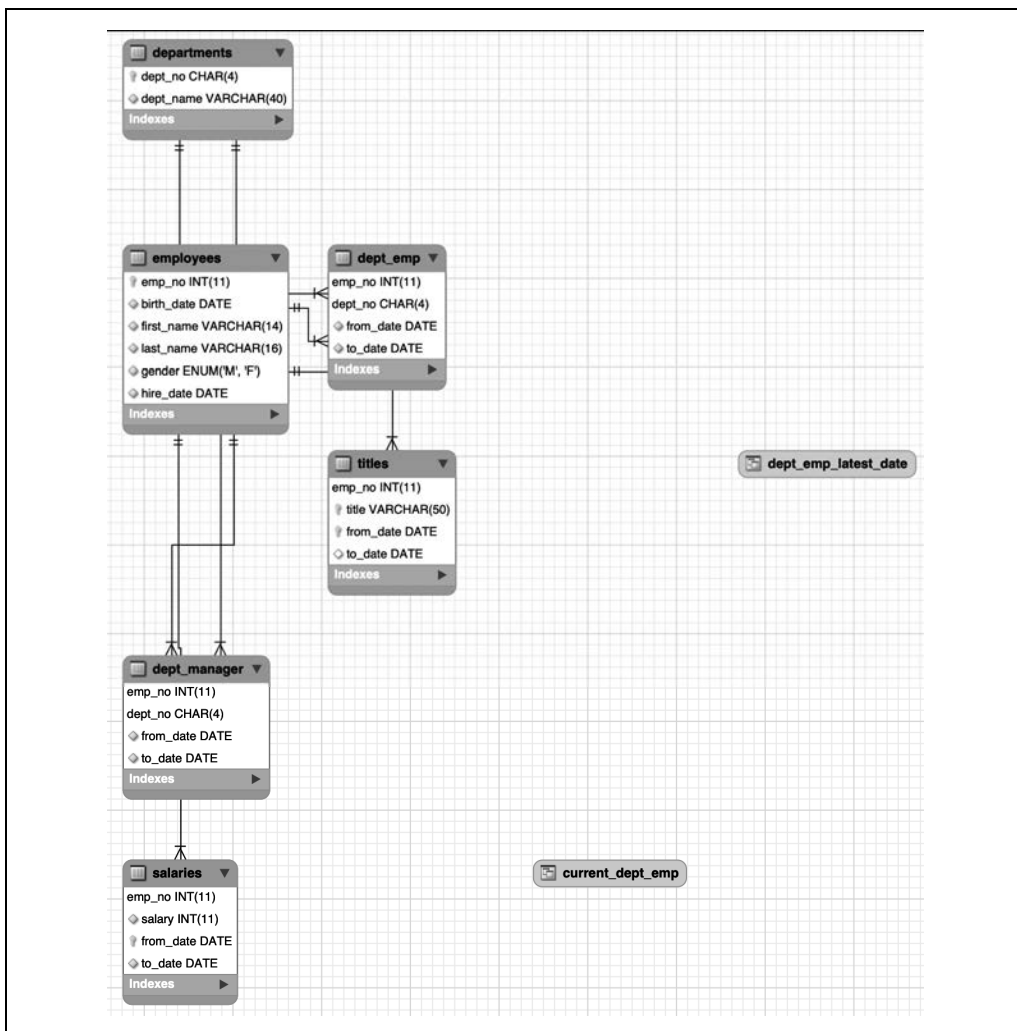 departments
dept_no CHAR(4)
dept_name VARCHAR(40)
Indexes
employees
emp_no INT(11)
birth_date DATE
first_name VARCHAR(14)
last_name VARCHAR(16)
gender ENUM('M', 'F')
hire_date DATE
Indexes
dept_emp
emp_no INT(11)
dept_no CHAR(4)
from_date DATE
to_date DATE
Indexes
titles
emp_no INT(11)
title VARCHAR(50)
from_date DATE
to_date DATE
Indexes
dept_emp_latest_date
dept_manager
emp_no INT(11)
dept_no CHAR(4)
from_date DATE
to_date DATE
Indexes
salaries
emp_no INT(11)
salary INT(11)
from_date DATE
to_date DATE
Indexes
current_dept_emp